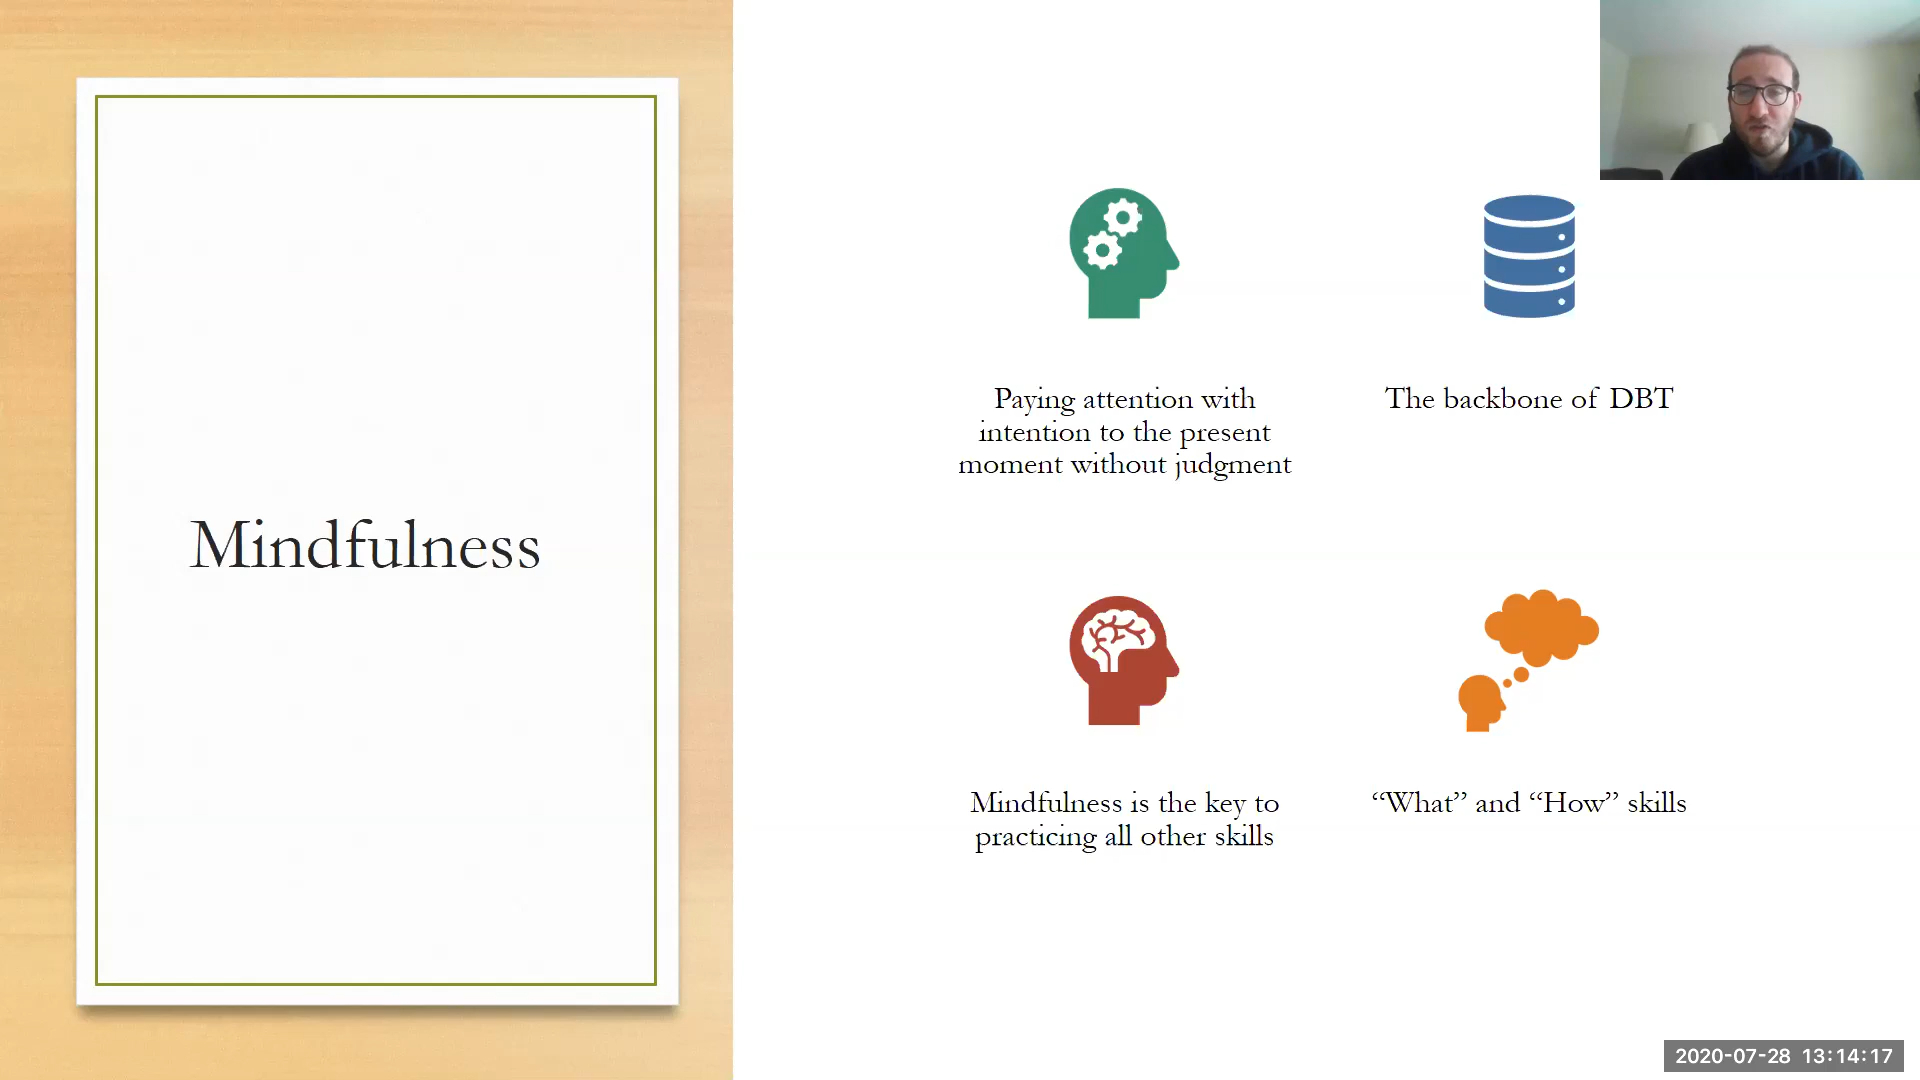 Mindfulness
Paying attention with
intention to the present
moment without judgment
The backbone of DBT
Mindfulness is the key to
practicing all other skills
“What” and “How” skills
2020-07-28 13:14:17